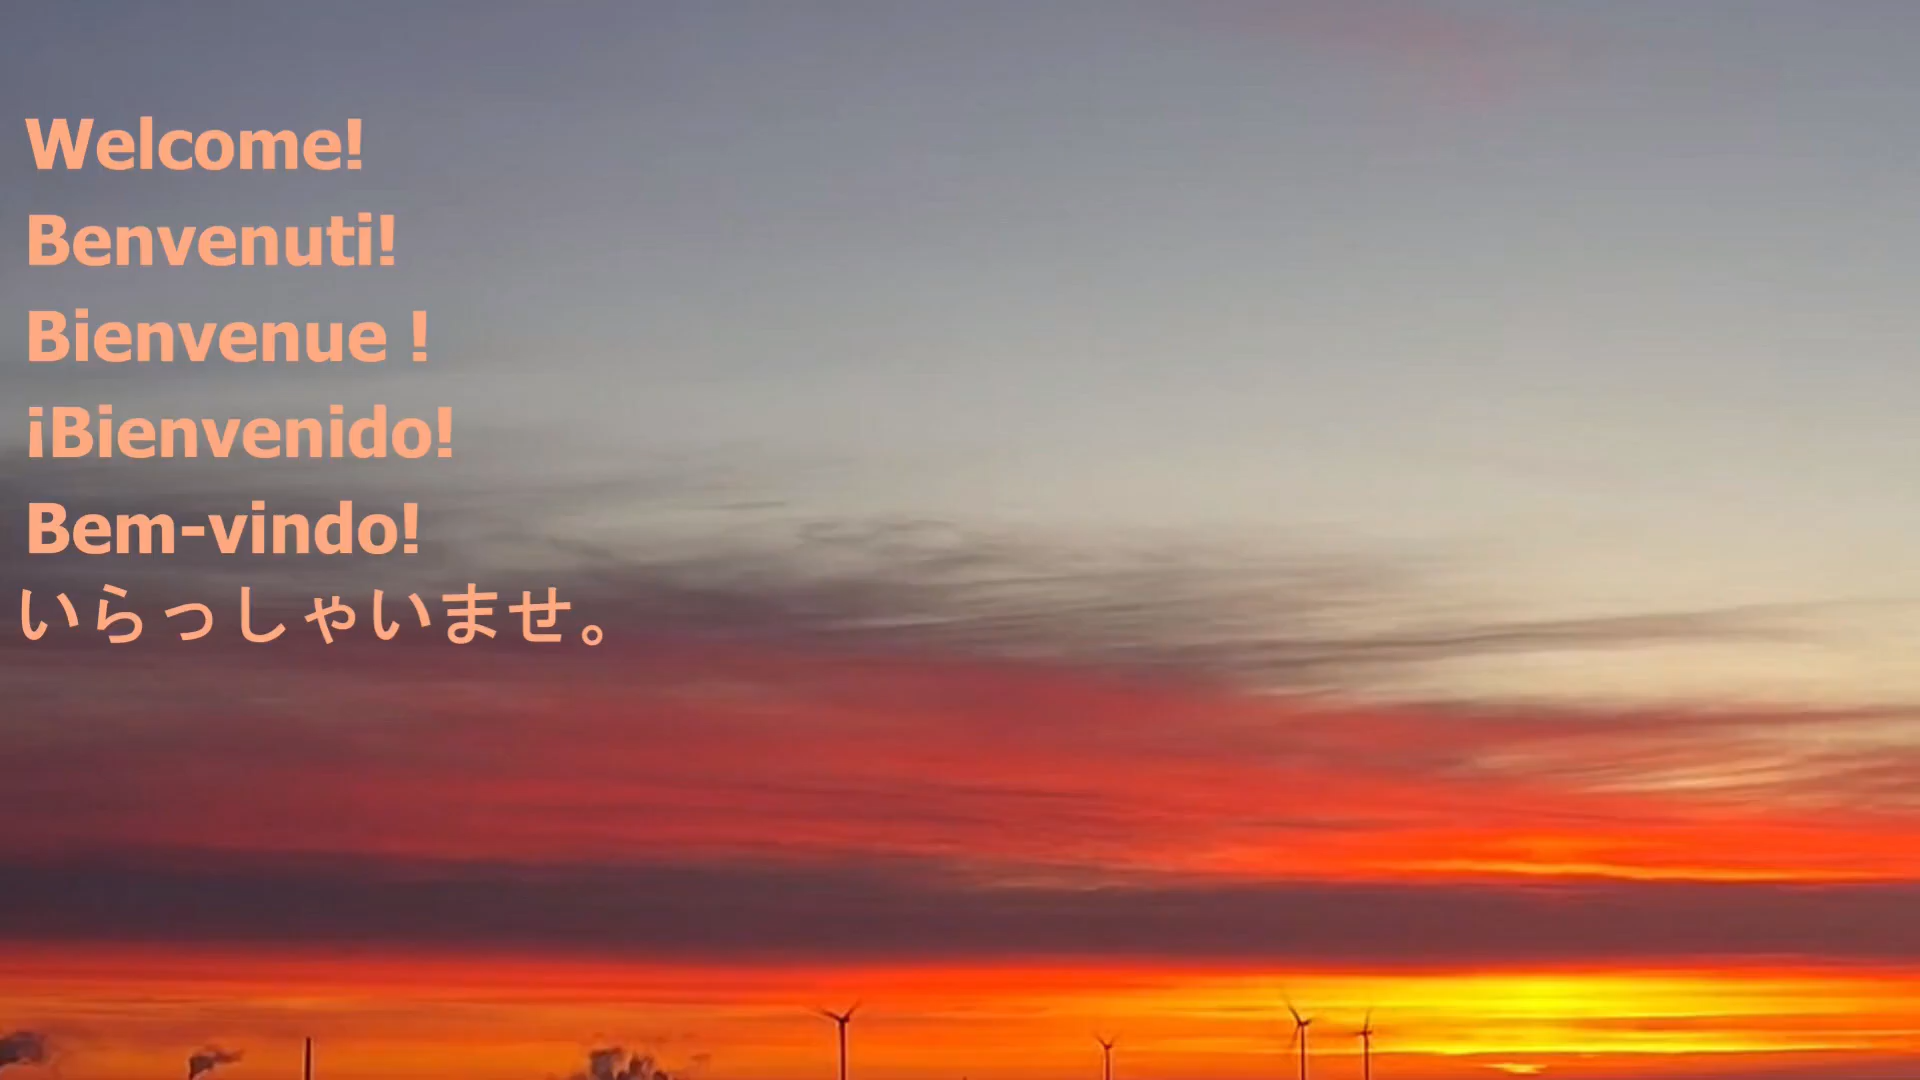 Welcome!
Benvenuti!
Bienvenue !
¡Bienvenido!
Bem-vindo!
いらっしゃいませ。